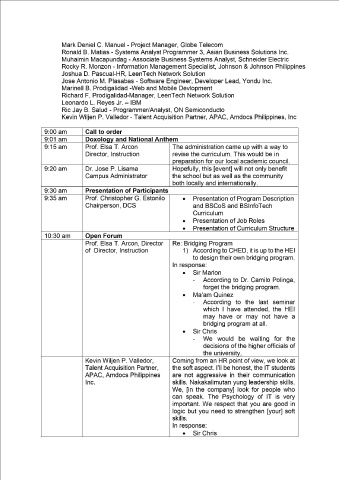 Mark Deniel C. Manuel - Project Manager, Globe Telecom
Ronald B. Matias - Systems Analyst Programmer 3, Asian Business Solutions Inc.
Muhaimin Macapundag - Associate Business Systems Analyst, Schneider Electric
Rocky R. Monzon - Information Management Specialist, Johnson & Johnson Philippines
Joshua D. Pascual-HR, LeenTech Network Solution
Jose Antonio M. Plasabas - Software Engineer, Developer Lead, Yondu Inc.
Marinell B. Prodigalidad -Web and Mobile Devlopment
Richard F. Prodigalidad-Manager, LeenTech Network Solution
Leonardo L. Reyes Jr. – IBM
Ric Jay B. Salud - Programmer/Analyst, ON Semiconducto
Kevin Wiljen P. Valledor - Talent Acquisition Partner, APAC, Amdocs Philippines, Inc
9:00 am Call to order
9:01 am Doxology and National Anthem
9:15 am Prof. Elsa T. Arcon The administration came up with a way to
Director, Instruction revise the curriculum. This would be in
preparation for our local academic council.
9:20 am Dr. Jose P. Lisama Hopefully, this [event] will not only benefit
Campus Administrator the school but as well as the community
both locally and internationally.
9:30 am Presentation of Participants
9:35 am Prof. Christopher G. Estonilo • Presentation of Program Description
Chairperson, DCS and BSCoS and BSInfoTech
Curriculum
• Presentation of Job Roles
• Presentation of Curriculum Structure
10:30 am Open Forum
Prof. Elsa T. Arcon, Director Re: Bridging Program
of Director, Instruction 1) According to CHED, it is up to the HEI
to design their own bridging program.
In response:
• Sir Marlon
- According to Dr. Camilo Polinga,
forget the bridging program.
• Ma'am Quinez
- According to the last seminar
which I have attended, the HEI
may have or may not have a
bridging program at all.
• Sir Chris
- We would be waiting for the
decisions of the higher officials of
the university.
Kevin Wiljen P. Valledor, Coming from an HR point of view, we look at
Talent Acquisition Partner, the soft aspect. I'll be honest, the IT students
APAC, Amdocs Philippines are not aggressive in their communication
Inc. skills. Nakakalimutan yung leadership skills.
We, [in the company] look for people who
can speak. The Psychology of IT is very
important. We respect that you are good in
logic but you need to strengthen [your] soft
skills.
In response:
• Sir Chris